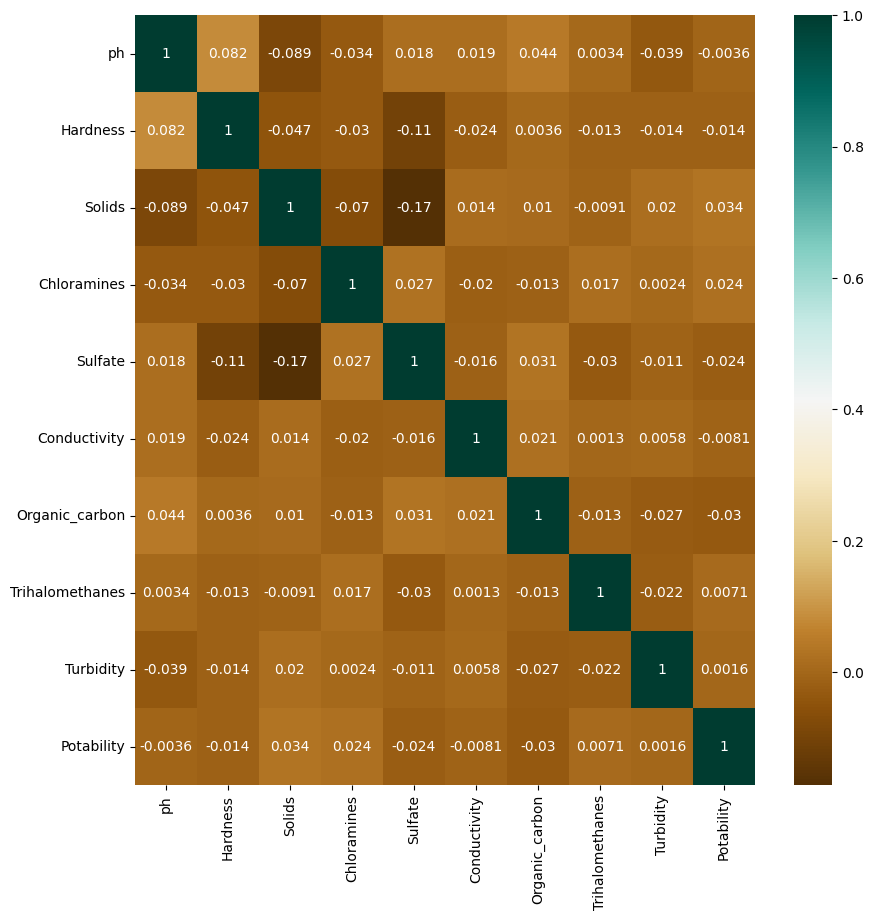 ph 1 0.082 -0.089 -0.034 0.018 0.019 0.044 0.0034 -0.039 -0.0036
Hardness 0.082 1 -0.047 -0.03 -0.11 -0.024 0.0036 -0.013 -0.014 -0.014
Solids -0.089 -0.047 1 -0.07 -0.17 0.014 0.01 -0.0091 0.02 0.034
Chloramines -0.034 -0.03 -0.07 1 0.027 -0.02 -0.013 0.017 0.0024 0.024
Sulfate 0.018 -0.11 -0.17 0.027 1 -0.016 0.031 -0.03 -0.011 -0.024
Conductivity 0.019 -0.024 0.014 -0.02 -0.016 1 0.021 0.0013 0.0058 -0.0081
Organic_carbon 0.044 0.0036 0.01 -0.013 0.031 0.021 1 -0.013 -0.027 -0.03
Trihalomethanes 0.0034 -0.013 -0.0091 0.017 -0.03 0.0013 -0.013 1 -0.022 0.0071
Turbidity -0.039 -0.014 0.02 0.0024 -0.011 0.0058 -0.027 -0.022 1 0.0016
Potability -0.0036 -0.014 0.034 0.024 -0.024 -0.0081 -0.03 0.0071 0.0016 1
ph Hardness Solids Chloramines Sulfate Conductivity Organic_carbon Trihalomethanes Turbidity Potability
1.0
0.8
0.6
0.4
0.2
0.0